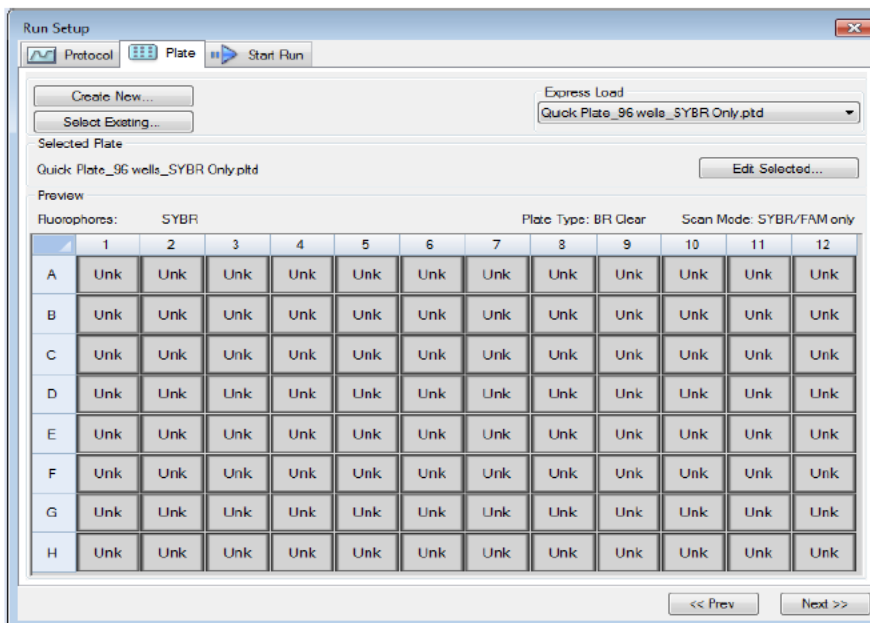 Run Setup
Protocol Plate Start Run
Create New...
Select Existing...
Express Load
Quick Plate_96 wells_SYBR Only.pltd
Selected Plate
Quick Plate_96 wells_SYBR Only.pltd
Edit Selected...
Preview
Fluorophores: SYBR Plate Type: BR Clear Scan Mode: SYBR/FAM only
1 2 3 4 5 6 7 8 9 10 11 12
A Unk Unk Unk Unk Unk Unk Unk Unk Unk Unk Unk Unk
B Unk Unk Unk Unk Unk Unk Unk Unk Unk Unk Unk Unk
C Unk Unk Unk Unk Unk Unk Unk Unk Unk Unk Unk Unk
D Unk Unk Unk Unk Unk Unk Unk Unk Unk Unk Unk Unk
E Unk Unk Unk Unk Unk Unk Unk Unk Unk Unk Unk Unk
F Unk Unk Unk Unk Unk Unk Unk Unk Unk Unk Unk Unk
G Unk Unk Unk Unk Unk Unk Unk Unk Unk Unk Unk Unk
H Unk Unk Unk Unk Unk Unk Unk Unk Unk Unk Unk Unk
<< Prev Next >>